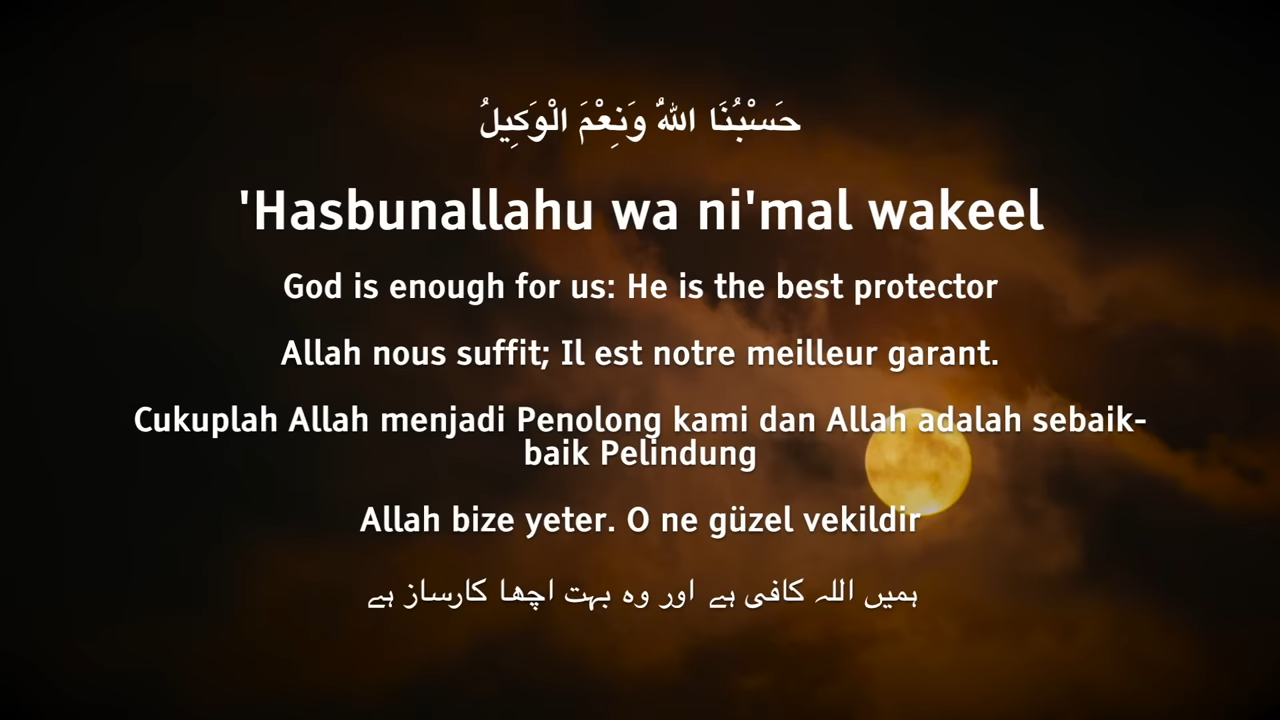 حَسْبُنَا اللهُ وَنِعْمَ الْوَكِيلُ
'Hasbunallahu wa ni'mal wakeel
God is enough for us: He is the best protector
Allah nous suffit; Il est notre meilleur garant.
Cukuplah Allah menjadi Penolong kami dan Allah adalah sebaik-
baik Pelindung
Allah bize yeter. O ne güzel vekildir
ہمیں اللہ کافی ہے اور وہ بہت اچھا کارساز ہے